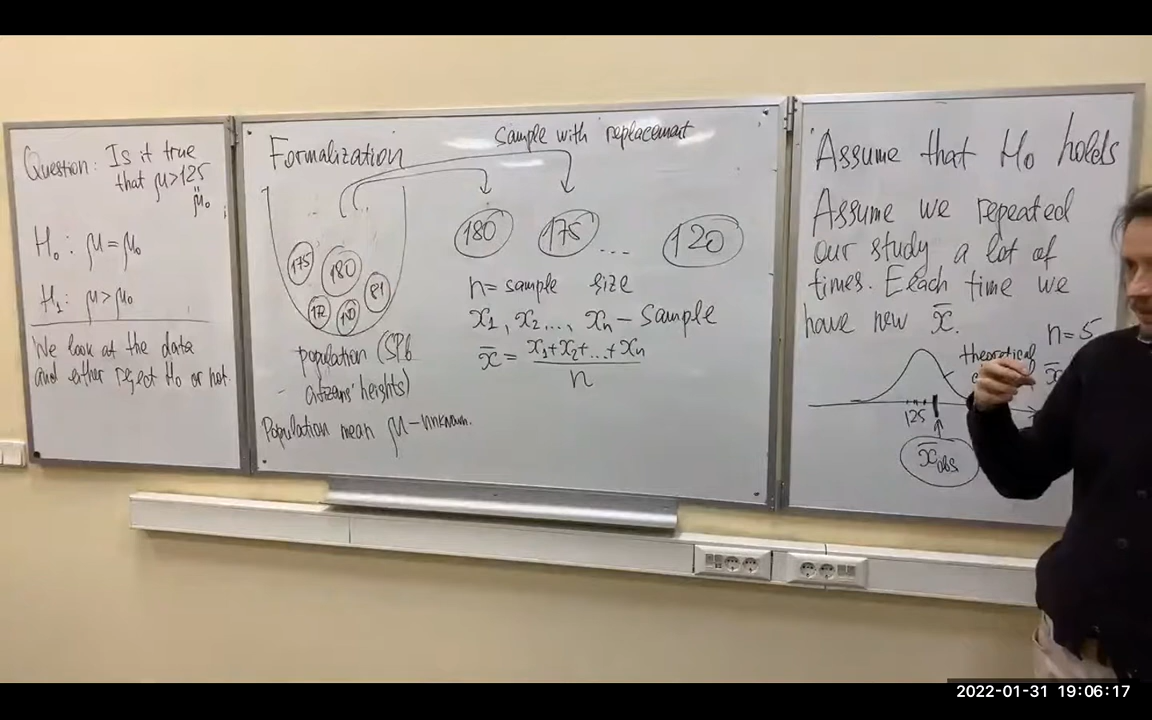 Question: Is it true
that μ>125
"
μ₀
H₀: μ=μ₀
H₁: μ>μ₀
We look at the data
and either reject H₀ or not.
Formalization
Sample with replacement
175
180
172
81
180
175
...
120
n=sample size
x₁, x₂..., xₙ – sample
x̄ = x₁+x₂+...+xₙ
n
population (SPb
citizens' heights)
Population mean μ – unknown.
Assume that H₀ holds
Assume we repeated
our study a lot of
times. Each time we
have new x̄.
n=5
theoretical
x̄
125
x̄obs
2022-01-31 19:06:17